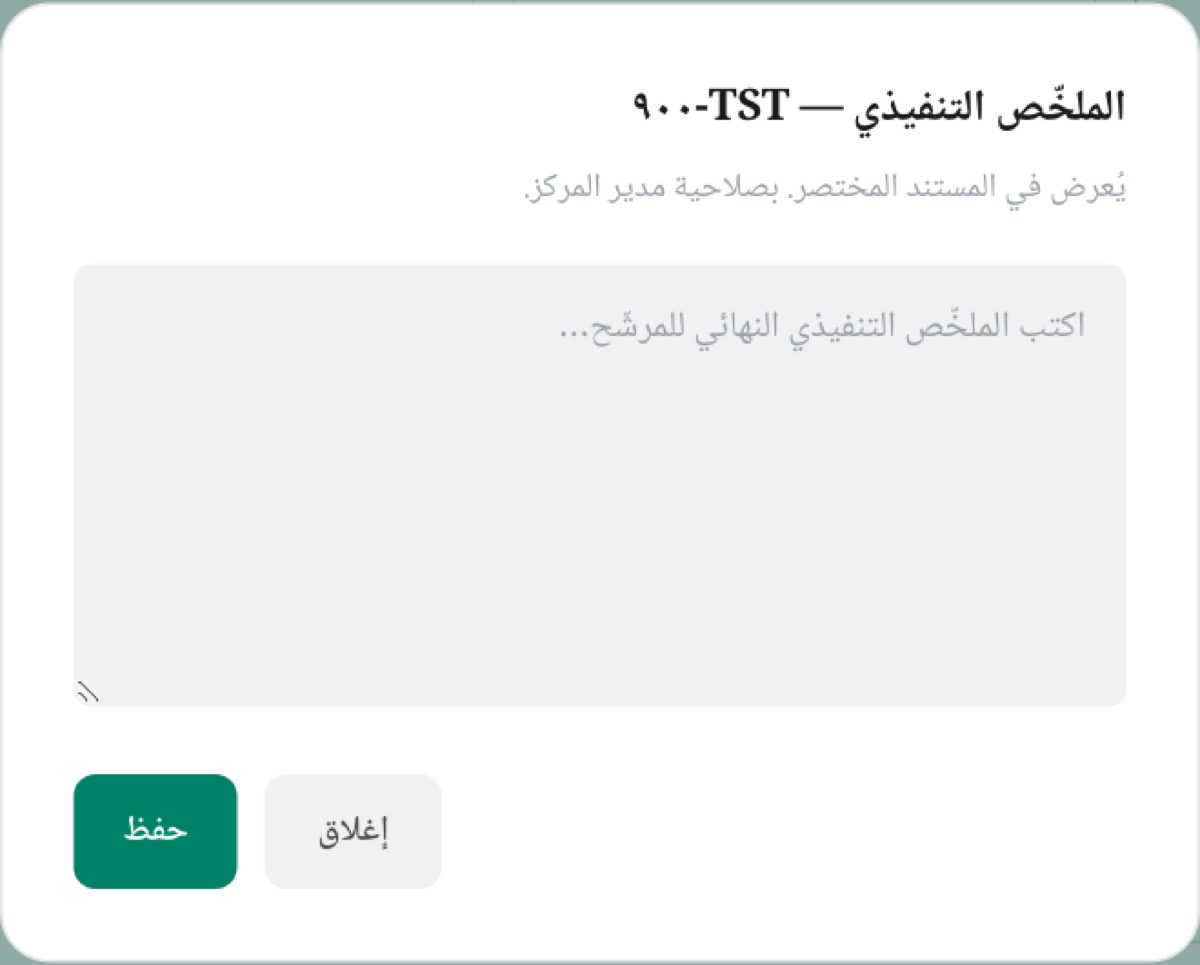 الملخّص التنفيذي — TST-٩٠٠
يُعرض في المستند المختصر. بصلاحية مدير المركز.
اكتب الملخّص التنفيذي النهائي للمرشّح...
إغلاق
حفظ